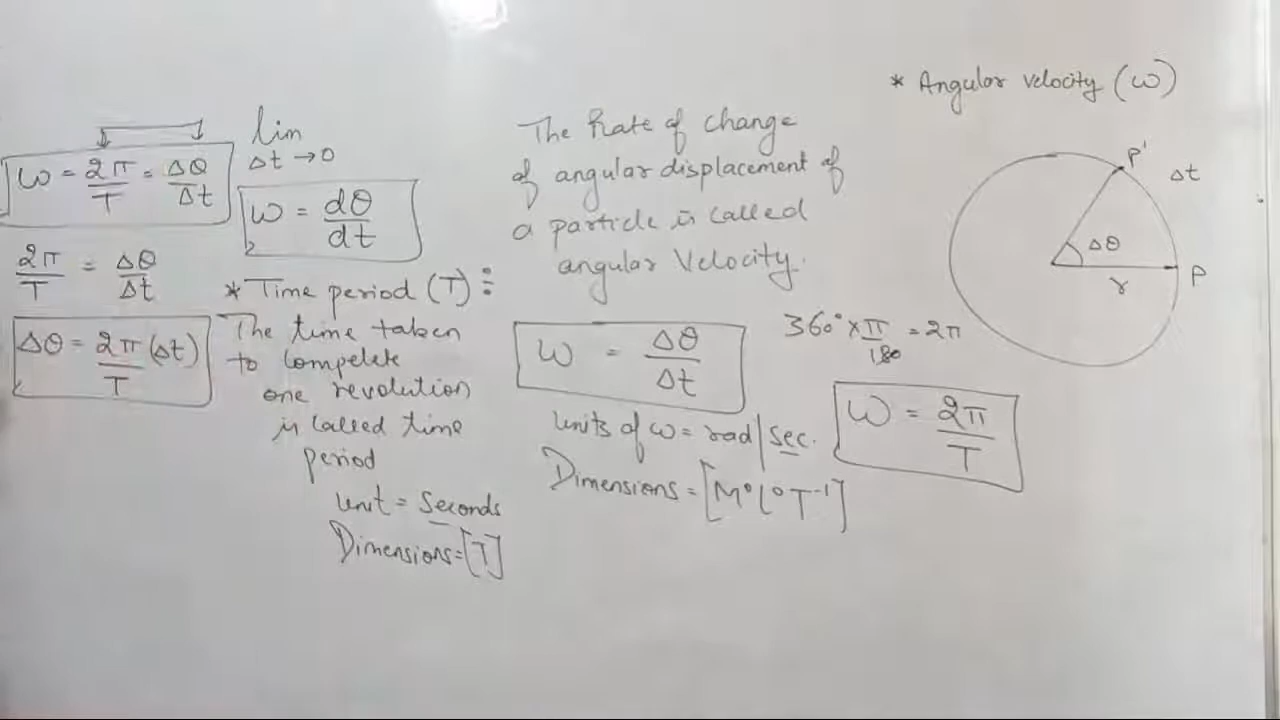 * Angular velocity (ω)
P'
Δt
Δθ
P
r
The Rate of change
of angular displacement of
a particle is called
angular Velocity.
ω = Δθ/Δt
Units of ω = rad/sec.
Dimensions = [M⁰L⁰T⁻¹]
360° × π/180 = 2π
ω = 2π/T
ω = 2π/T = Δθ/Δt
2π/T = Δθ/Δt
Δθ = 2π/T (Δt)
lim
Δt → 0
ω = dθ/dt
* Time period (T) :
The time taken
to Compelete
one revolution
is called time
period
Unit = Seconds
Dimensions = [T]